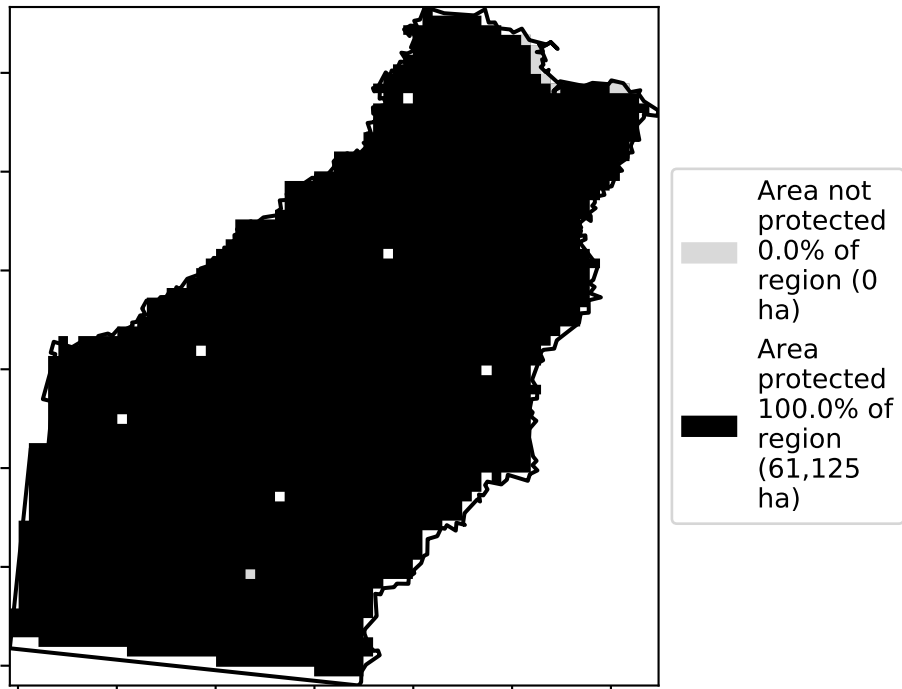 Area not
protected
0.0% of
region (0
ha)
Area
protected
100.0% of
region
(61,125
ha)